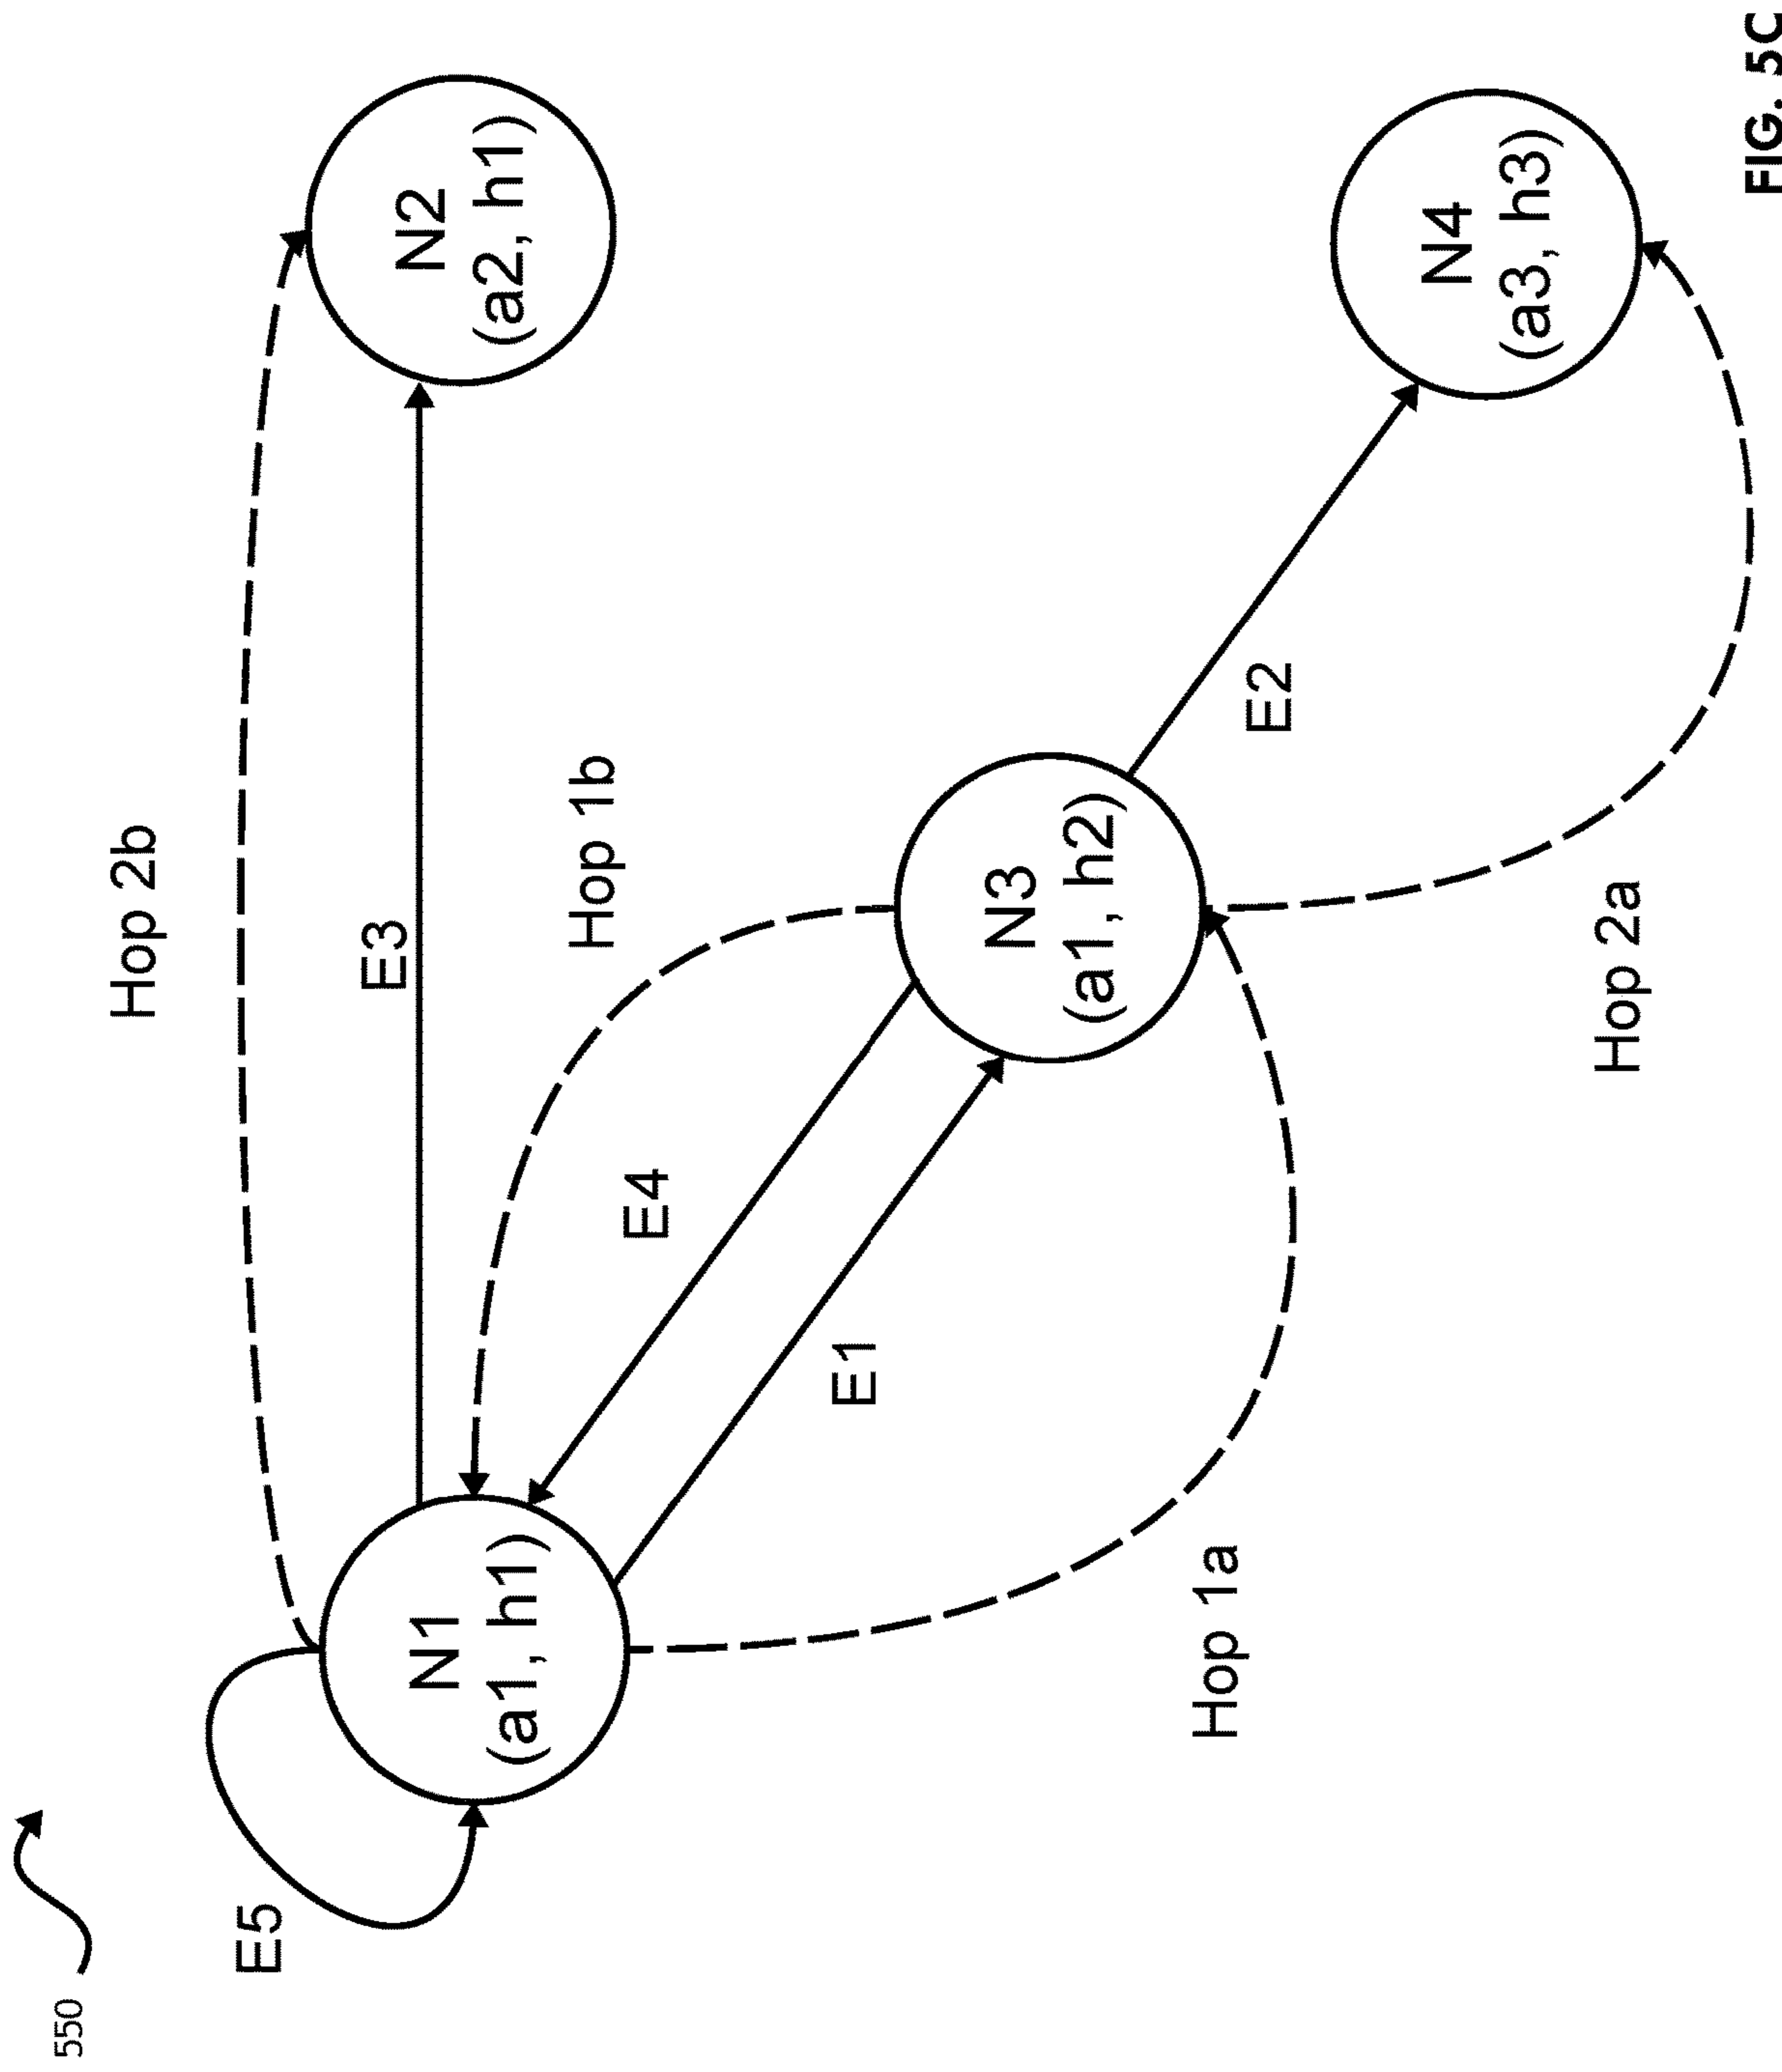 550
E5
Hop 2b
E3
N1
(a1, h1)
N2
(a2, h1)
Hop 1b
E4
E1
N3
(a1, h2)
E2
N4
(a3, h3)
Hop 1a
Hop 2a
FIG. 5C